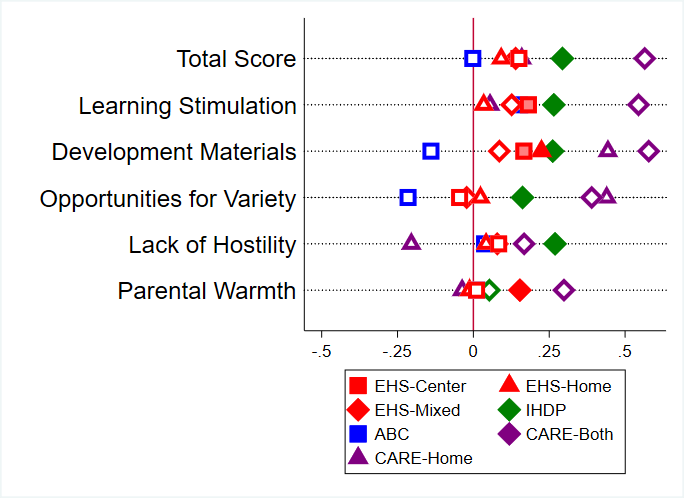 Total Score
Learning Stimulation
Development Materials
Opportunities for Variety
Lack of Hostility
Parental Warmth
-.5 -.25 0 .25 .5
EHS-Center EHS-Home
EHS-Mixed IHDP
ABC CARE-Both
CARE-Home